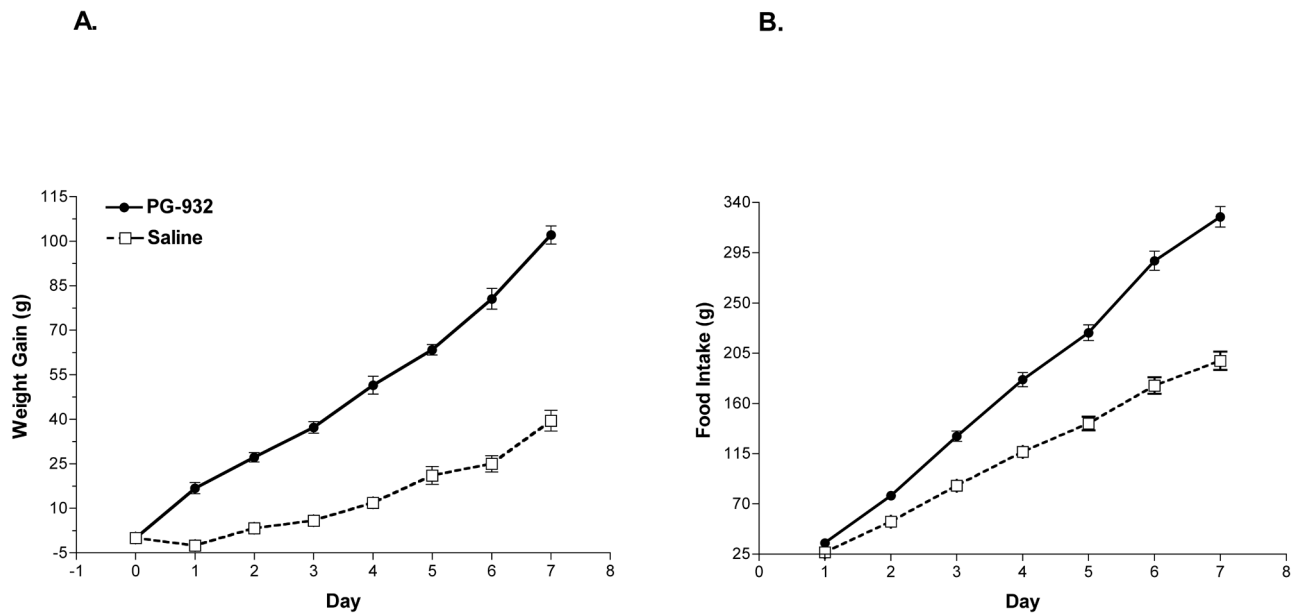 A.
B.
PG-932
Saline
Weight Gain (g)
115
100
85
70
55
40
25
10
-5
-1 0 1 2 3 4 5 6 7 8
Day
Food Intake (g)
340
295
250
205
160
115
70
25
0 1 2 3 4 5 6 7 8
Day